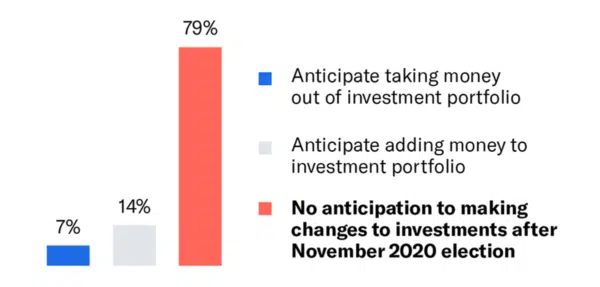 79%
14%
7%
Anticipate taking money
out of investment portfolio
Anticipate adding money to
investment portfolio
No anticipation to making
changes to investments after
November 2020 election